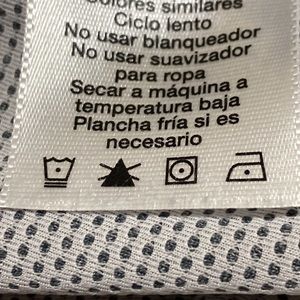 Colores similares
Ciclo lento
No usar blanqueador
No usar suavizador
para ropa
Secar a máquina a
temperatura baja
Plancha fría si es
necesario